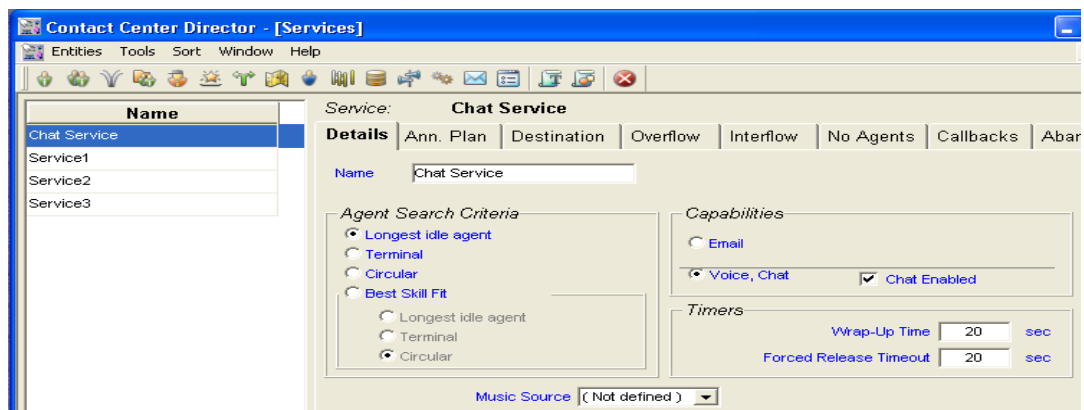 Contact Center Director - [Services]
Entities Tools Sort Window Help
Name
Chat Service
Service1
Service2
Service3
Service: Chat Service
Details Ann. Plan Destination Overflow Interflow No Agents Callbacks Aban
Name Chat Service
Agent Search Criteria
Longest idle agent
Terminal
Circular
Best Skill Fit
Longest idle agent
Terminal
Circular
Capabilities
Email
Voice, Chat Chat Enabled
Timers
Wrap-Up Time 20 sec
Forced Release Timeout 20 sec
Music Source ( Not defined )